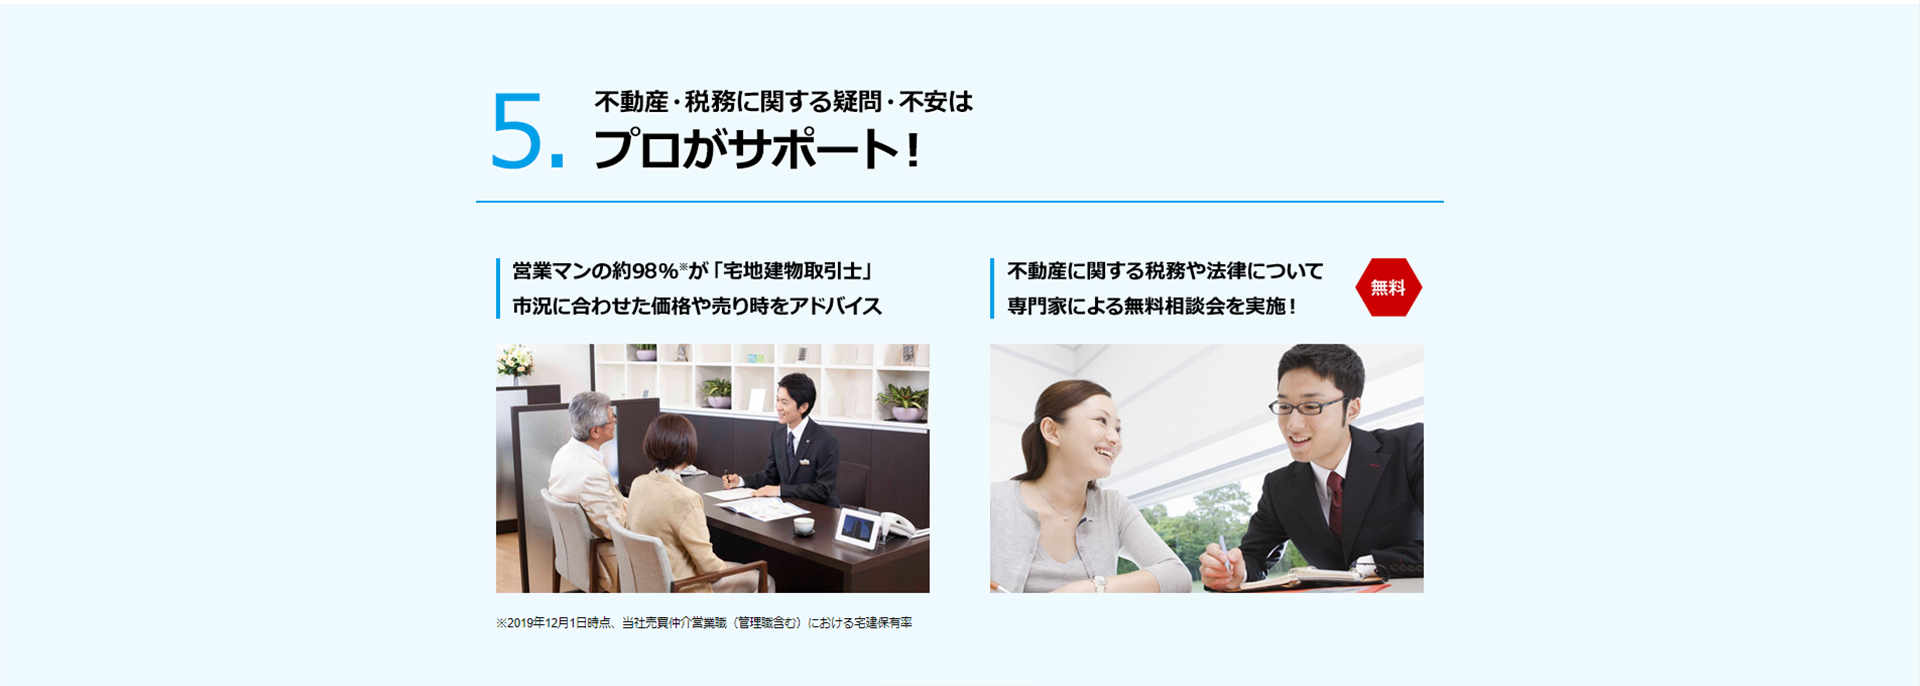 5.
不動産・税務に関する疑問・不安は
プロがサポート！
営業マンの約98%※が「宅地建物取引士」
市況に合わせた価格や売り時をアドバイス
不動産に関する税務や法律について
専門家による無料相談会を実施！
無料
※2019年12月1日時点、当社売買仲介営業職（管理職含む）における宅建保有率